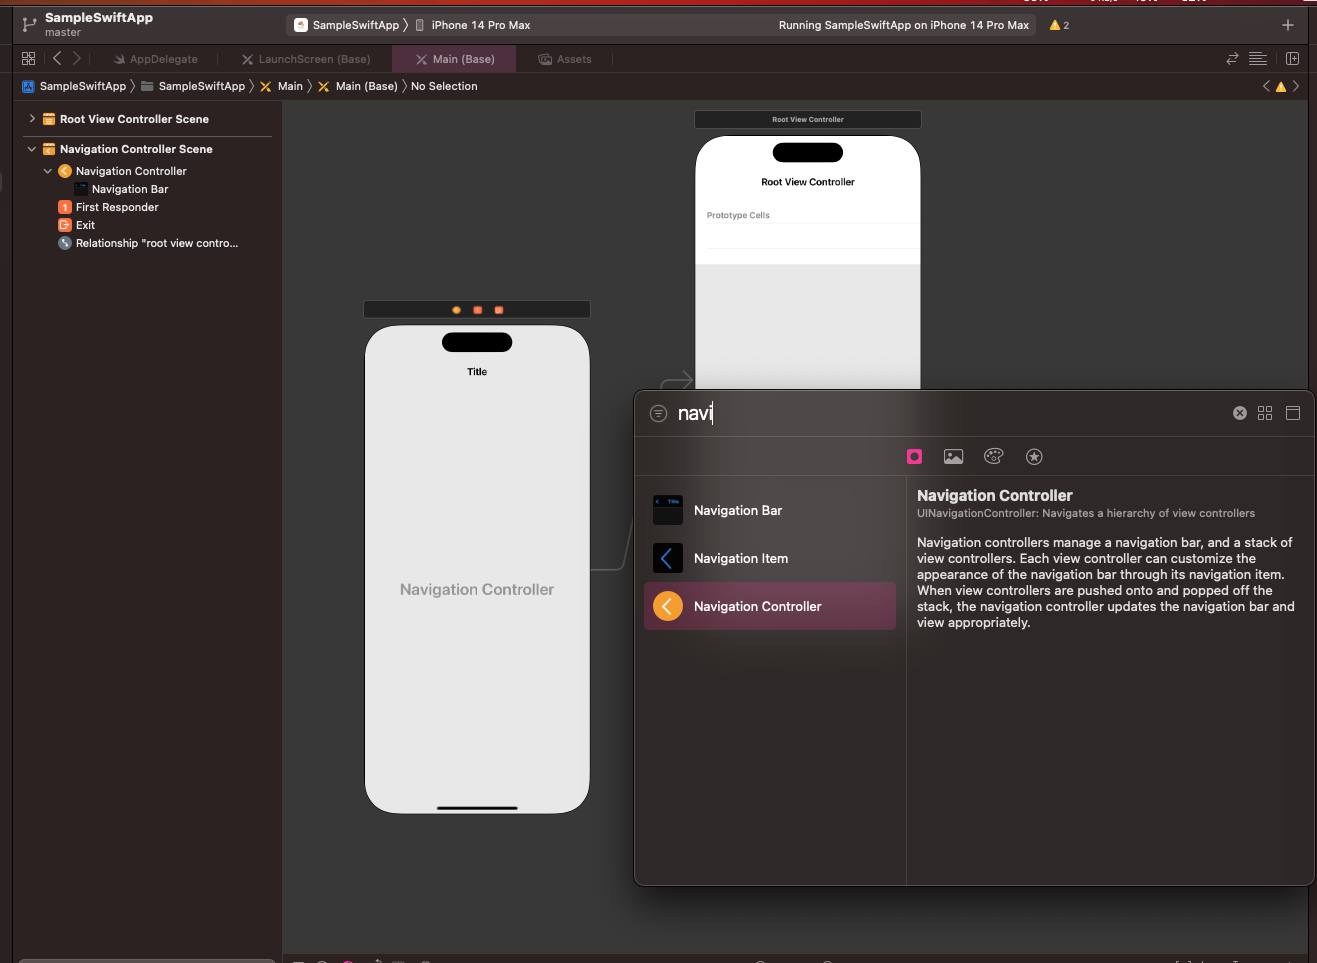 SampleSwiftApp
master
SampleSwiftApp
iPhone 14 Pro Max
Running SampleSwiftApp on iPhone 14 Pro Max
2
AppDelegate
LaunchScreen (Base)
Main (Base)
Assets
SampleSwiftApp
SampleSwiftApp
Main
Main (Base)
No Selection
Root View Controller Scene
Navigation Controller Scene
Navigation Controller
Navigation Bar
First Responder
Exit
Relationship "root view contro...
Root View Controller
Root View Controller
Prototype Cells
Title
Navigation Controller
navi
Title
Navigation Bar
Navigation Item
Navigation Controller
Navigation Controller
UINavigationController: Navigates a hierarchy of view controllers
Navigation controllers manage a navigation bar, and a stack of
view controllers. Each view controller can customize the
appearance of the navigation bar through its navigation item.
When view controllers are pushed onto and popped off the
stack, the navigation controller updates the navigation bar and
view appropriately.